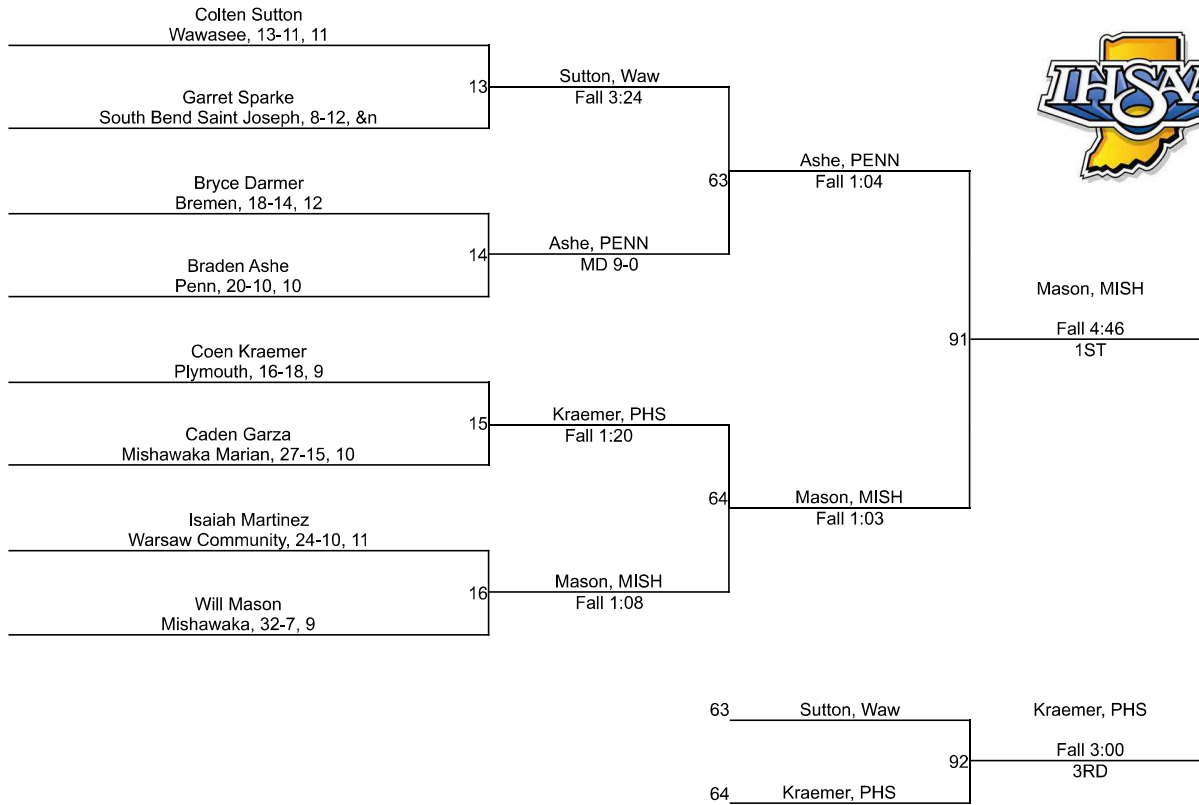 Colten Sutton
Wawasee, 13-11, 11
13
Sutton, Waw
Fall 3:24
Garret Sparke
South Bend Saint Joseph, 8-12, &n
IHSAA
63
Ashe, PENN
Fall 1:04
Bryce Darmer
Bremen, 18-14, 12
14
Ashe, PENN
MD 9-0
Braden Ashe
Penn, 20-10, 10
91
Mason, MISH
Fall 4:46
1ST
Coen Kraemer
Plymouth, 16-18, 9
15
Kraemer, PHS
Fall 1:20
Caden Garza
Mishawaka Marian, 27-15, 10
64
Mason, MISH
Fall 1:03
Isaiah Martinez
Warsaw Community, 24-10, 11
16
Mason, MISH
Fall 1:08
Will Mason
Mishawaka, 32-7, 9
63
Sutton, Waw
92
Kraemer, PHS
Fall 3:00
3RD
64
Kraemer, PHS